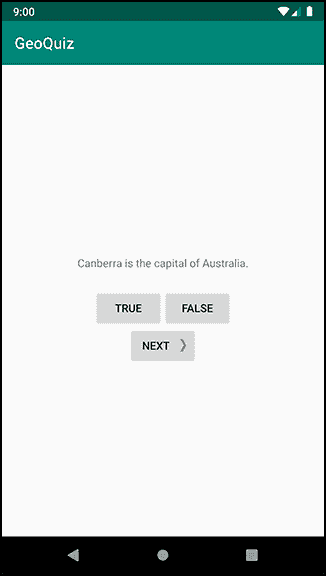 9:00
GeoQuiz
Canberra is the capital of Australia.
TRUE FALSE
NEXT